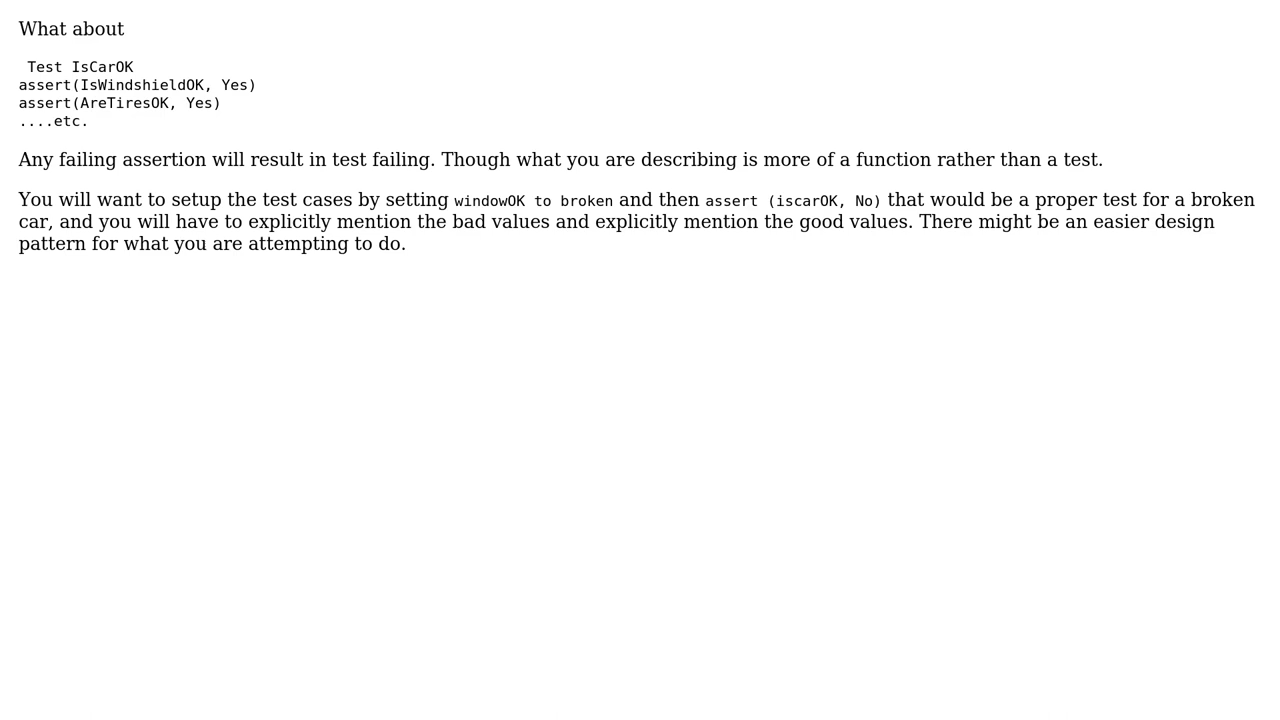 What about
Test IsCarOK
assert(IsWindshieldOK, Yes)
assert(AreTiresOK, Yes)
....etc.
Any failing assertion will result in test failing. Though what you are describing is more of a function rather than a test.
You will want to setup the test cases by setting windowOK to broken and then assert (iscarOK, No) that would be a proper test for a broken
car, and you will have to explicitly mention the bad values and explicitly mention the good values. There might be an easier design
pattern for what you are attempting to do.